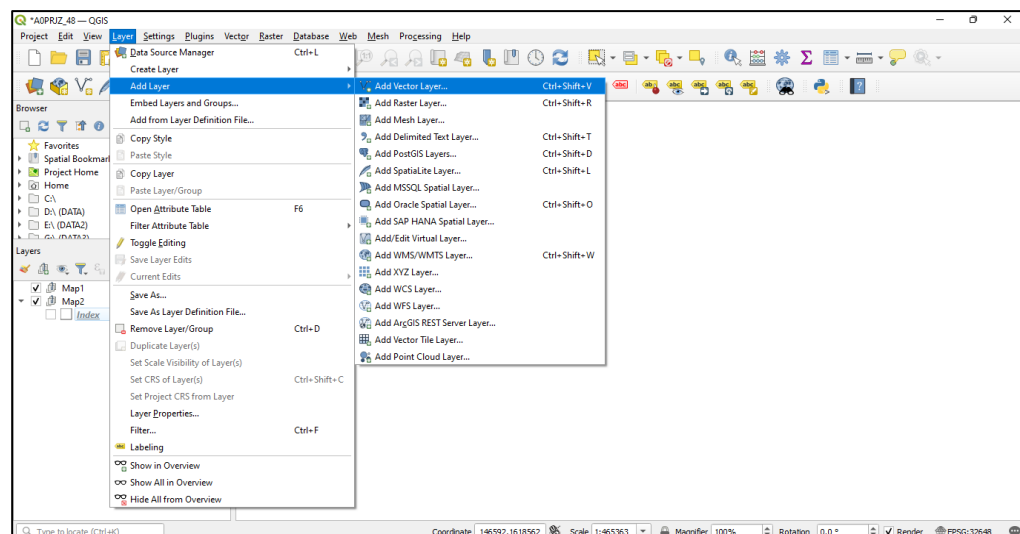 *A0PRJZ_48 — QGIS
Project Edit View Layer Settings Plugins Vector Raster Database Web Mesh Processing Help
Data Source Manager Ctrl+L
Create Layer
Add Layer
Embed Layers and Groups...
Add from Layer Definition File...
Copy Style
Paste Style
Copy Layer
Paste Layer/Group
Open Attribute Table F6
Filter Attribute Table
Toggle Editing
Save Layer Edits
Current Edits
Save As...
Save As Layer Definition File...
Remove Layer/Group Ctrl+D
Duplicate Layer(s)
Set Scale Visibility of Layer(s)
Set CRS of Layer(s) Ctrl+Shift+C
Set Project CRS from Layer
Layer Properties...
Filter... Ctrl+F
Labeling
Show in Overview
Show All in Overview
Hide All from Overview
Add Vector Layer... Ctrl+Shift+V
Add Raster Layer... Ctrl+Shift+R
Add Mesh Layer...
Add Delimited Text Layer... Ctrl+Shift+T
Add PostGIS Layers... Ctrl+Shift+D
Add SpatiaLite Layer... Ctrl+Shift+L
Add MSSQL Spatial Layer...
Add Oracle Spatial Layer... Ctrl+Shift+O
Add SAP HANA Spatial Layer...
Add/Edit Virtual Layer...
Add WMS/WMTS Layer... Ctrl+Shift+W
Add XYZ Layer...
Add WCS Layer...
Add WFS Layer...
Add ArcGIS REST Server Layer...
Add Vector Tile Layer...
Add Point Cloud Layer...
Browser
Favorites
Spatial Bookmar
Project Home
Home
C:\
D:\ (DATA)
E:\ (DATA2)
G:\ (DATA3)
Layers
Map1
Map2
Index
Type to locate (Ctrl+K)
Coordinate 146592,1618562 Scale 1:465363 Magnifier 100% Rotation 0.0 ° Render EPSG:32648